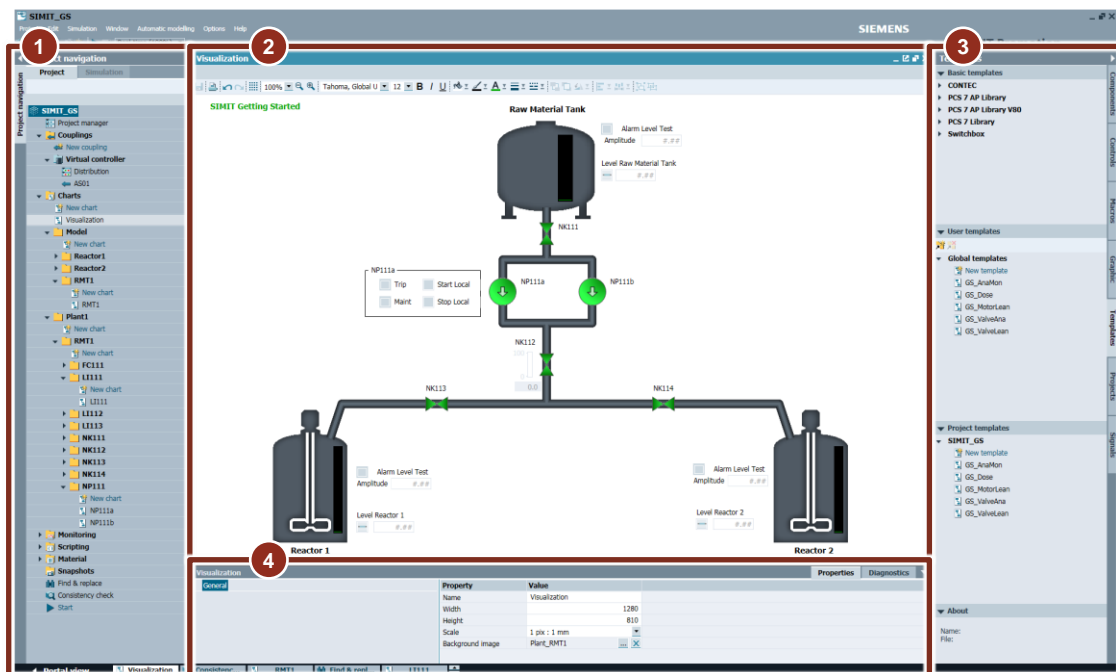 SIMIT_GS
Simulation Window Automatic modelling Options Help
SIEMENS
1
2
3
4
Project navigation
Project Simulation
Project navigation
SIMIT_GS
Project manager
Couplings
New coupling
Virtual controller
Distribution
AS01
Charts
New chart
Visualization
Model
New chart
Reactor1
Reactor2
RMT1
New chart
RMT1
Plant1
New chart
RMT1
New chart
FC111
LI111
New chart
LI111
LI112
LI113
NK111
NK112
NK113
NK114
NP111
New chart
NP111a
NP111b
Monitoring
Scripting
Material
Snapshots
Find & replace
Consistency check
Start
Visualization
100% Tahoma, Global U 12 B I U A
SIMIT Getting Started
Raw Material Tank
Alarm Level Test
Amplitude #.##
Level Raw Material Tank
#.##
NK111
NP111a
Trip Start Local
Maint Stop Local
NP111a
NP111b
NK112
100
0
0.0
NK113
NK114
Alarm Level Test
Amplitude #.##
Level Reactor 1
#.##
Reactor 1
Alarm Level Test
Amplitude #.##
Level Reactor 2
#.##
Reactor 2
Visualization
Properties Diagnostics
General
Property Value
Name Visualization
Width 1280
Height 810
Scale 1 pix : 1 mm
Background image Plant_RMT1 ...
Basic templates
CONTEC
PCS 7 AP Library
PCS 7 AP Library V80
PCS 7 Library
Switchbox
User templates
Global templates
New template
GS_AnaMon
GS_Dose
GS_MotorLean
GS_ValveAna
GS_ValveLean
Project templates
SIMIT_GS
New template
GS_AnaMon
GS_Dose
GS_MotorLean
GS_ValveAna
GS_ValveLean
About
Name:
File:
Components
Controls
Macros
Graphic
Templates
Projects
Signals
Portal view Visualization Consistenc... RMT1 Find & repl... LI111